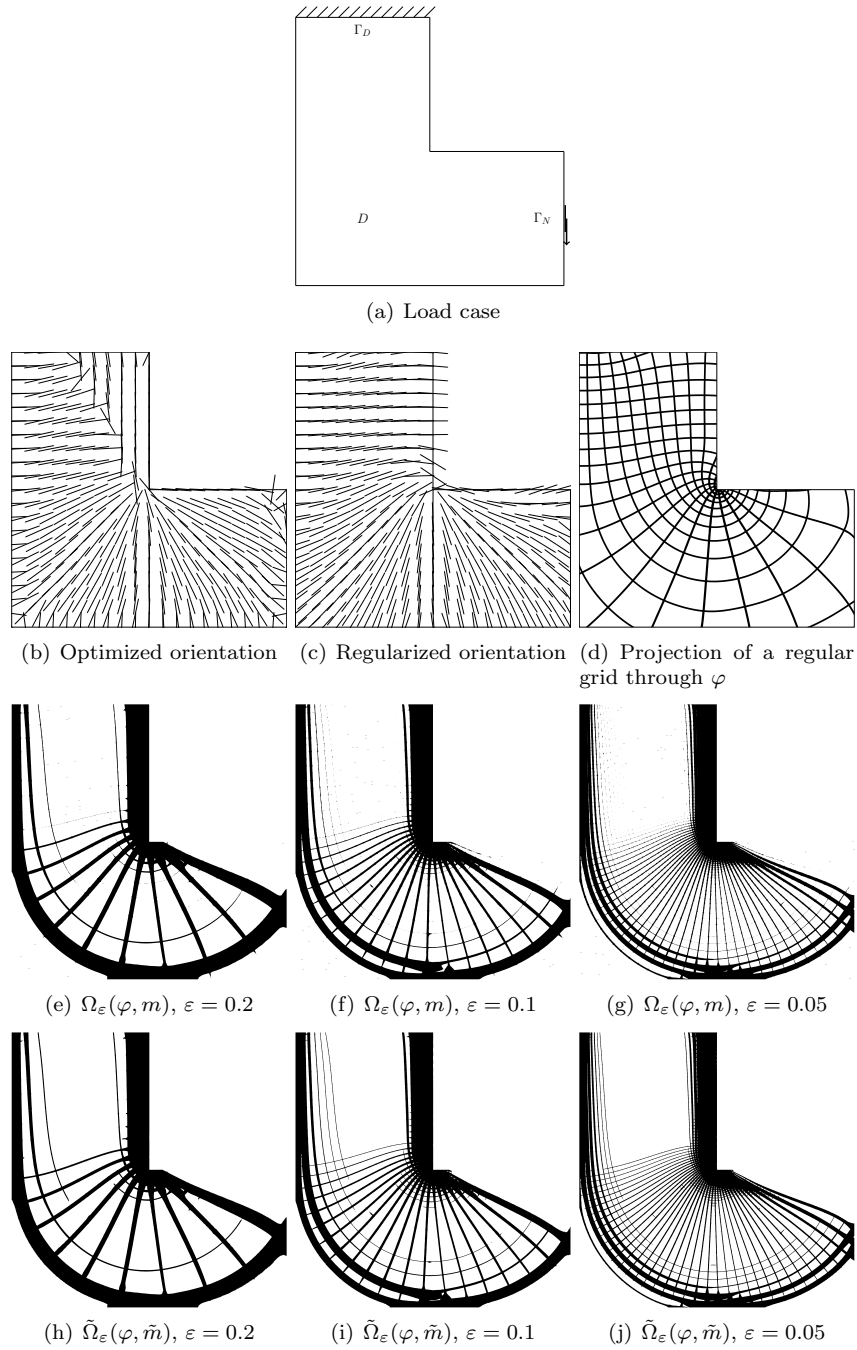 Γ_D
D
Γ_N
(a) Load case
(b) Optimized orientation
(c) Regularized orientation
(d) Projection of a regular
grid through φ
(e) Ω_ε(φ, m), ε = 0.2
(f) Ω_ε(φ, m), ε = 0.1
(g) Ω_ε(φ, m), ε = 0.05
(h) Ω̃_ε(φ, m̃), ε = 0.2
(i) Ω̃_ε(φ, m̃), ε = 0.1
(j) Ω̃_ε(φ, m̃), ε = 0.05